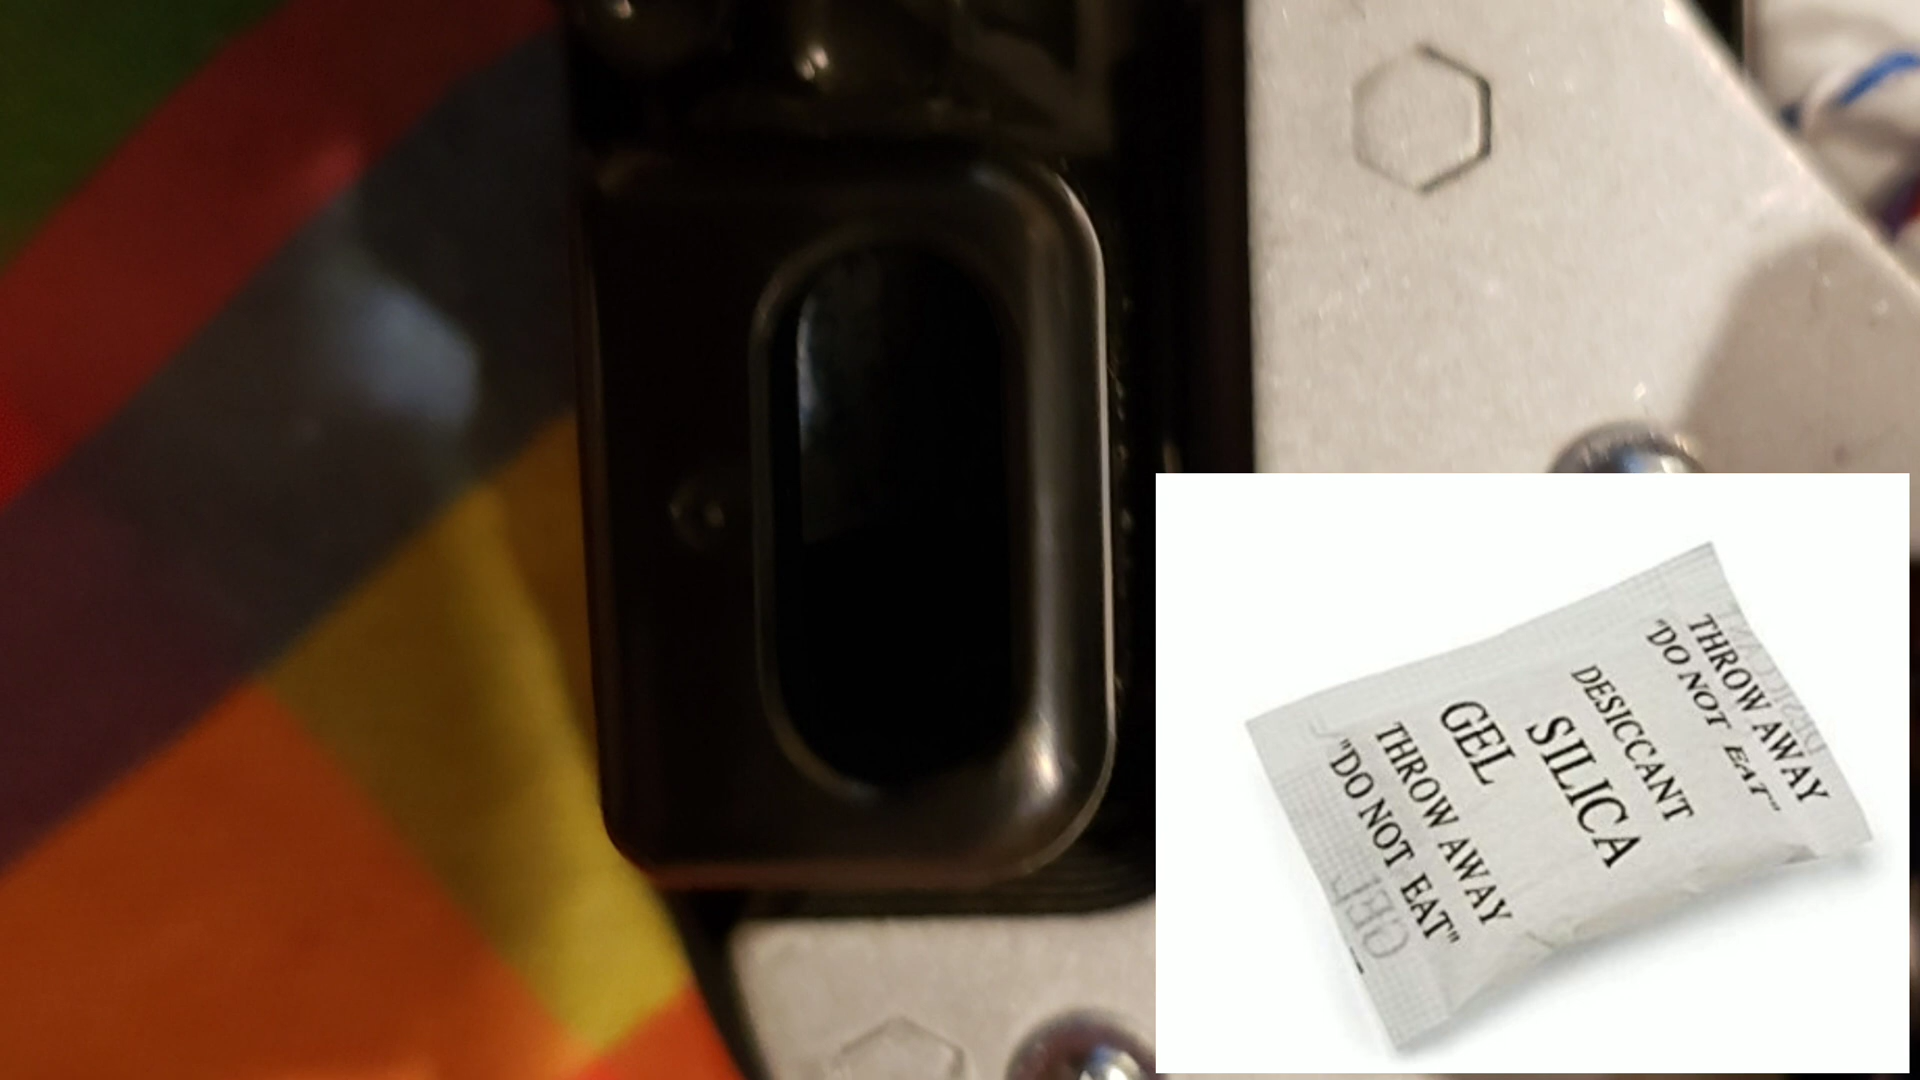 THROW AWAY
"DO NOT EAT"
DESICCANT
SILICA
GEL
THROW AWAY
"DO NOT EAT"